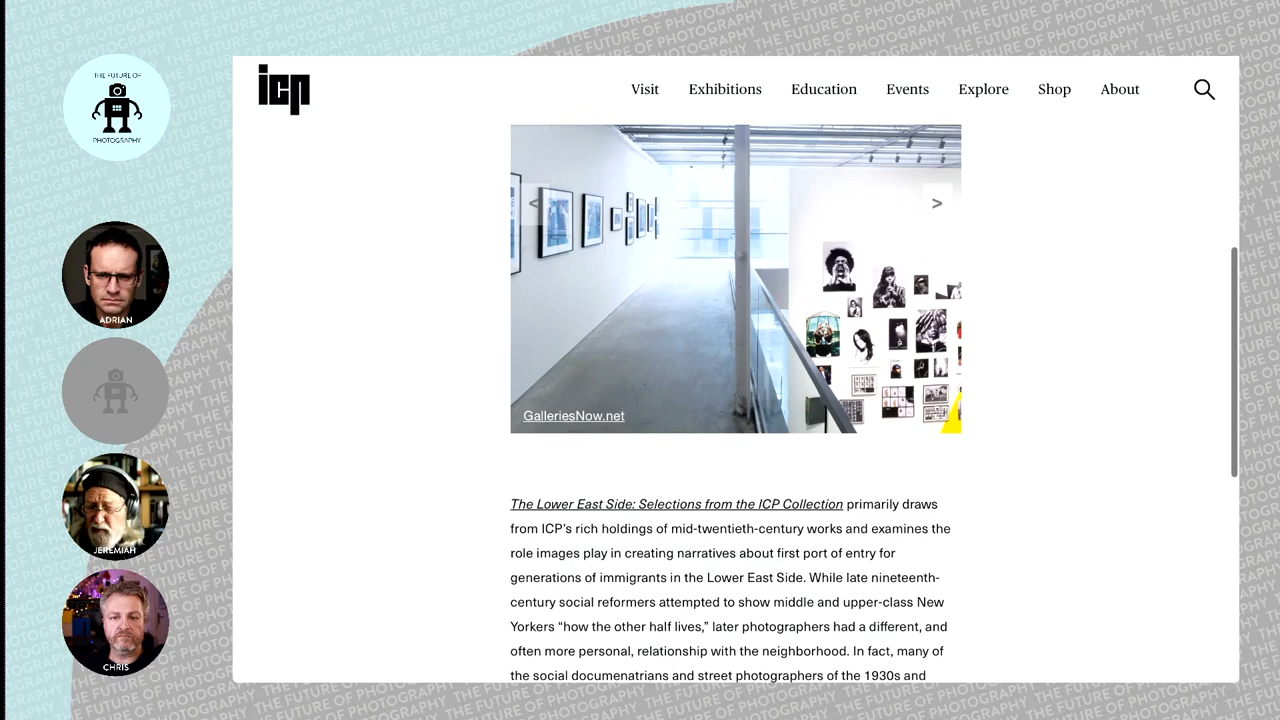 THE FUTURE OF
PHOTOGRAPHY
ADRIAN
JEREMIAH
CHRIS
icp
Visit
Exhibitions
Education
Events
Explore
Shop
About
<
>
GalleriesNow.net
The Lower East Side: Selections from the ICP Collection primarily draws
from ICP’s rich holdings of mid-twentieth-century works and examines the
role images play in creating narratives about first port of entry for
generations of immigrants in the Lower East Side. While late nineteenth-
century social reformers attempted to show middle and upper-class New
Yorkers “how the other half lives,” later photographers had a different, and
often more personal, relationship with the neighborhood. In fact, many of
the social documenatrians and street photographers of the 1930s and